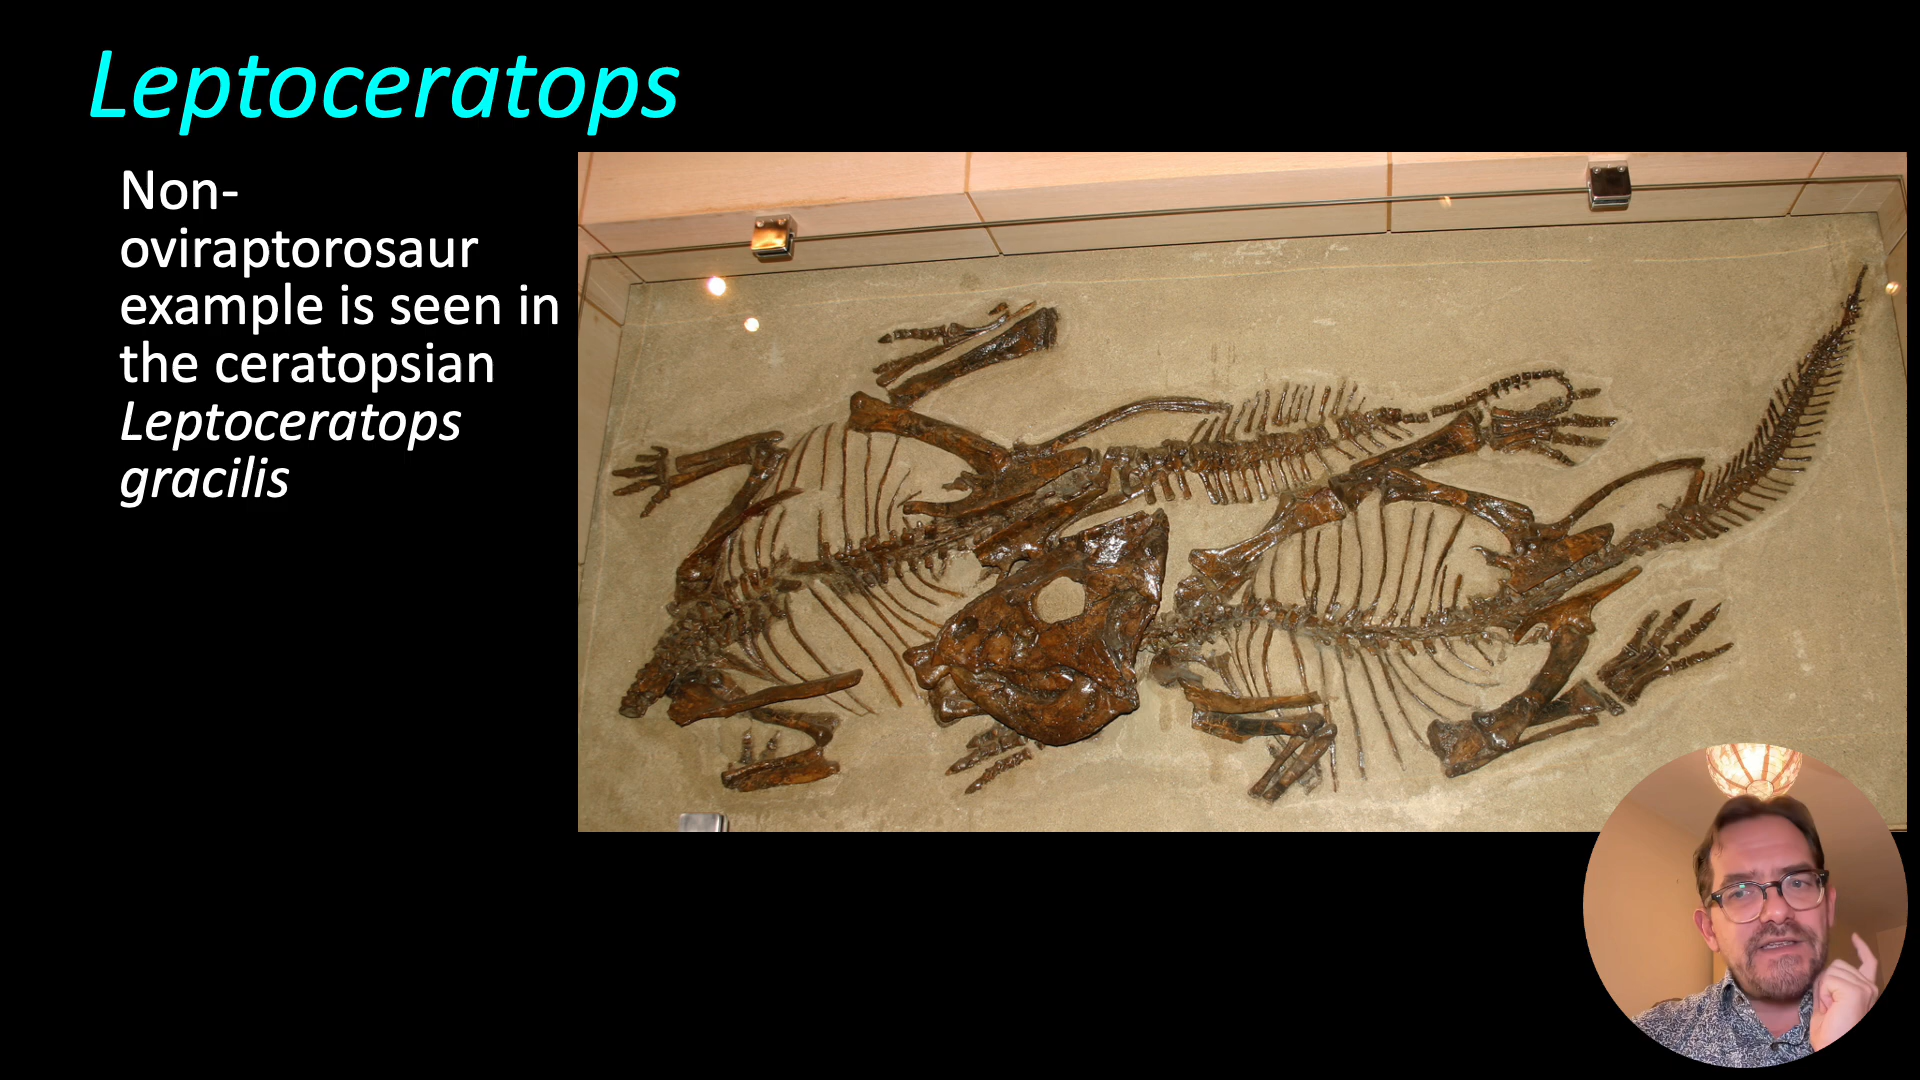 Leptoceratops
Non-
oviraptorosaur
example is seen in
the ceratopsian
Leptoceratops
gracilis